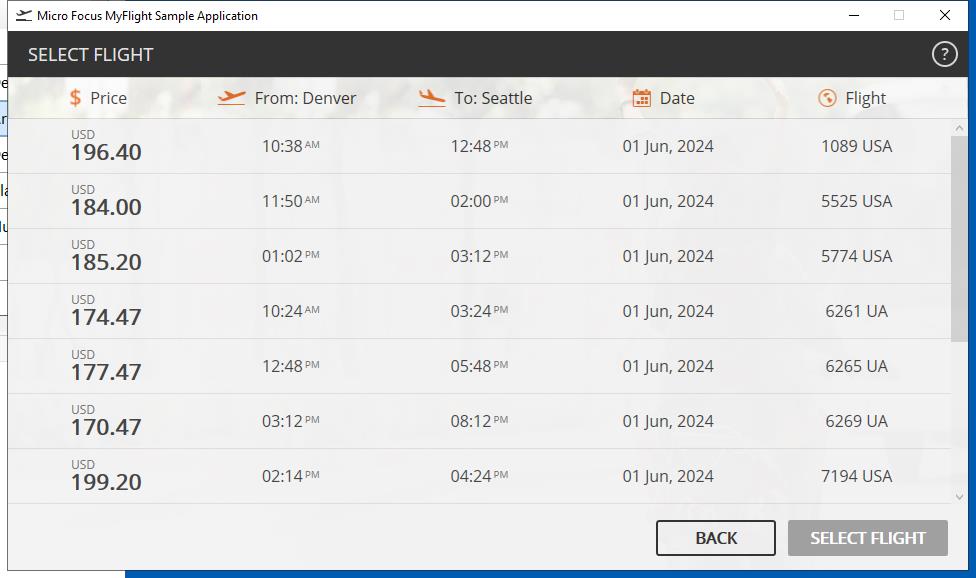 Micro Focus MyFlight Sample Application
SELECT FLIGHT ?
$ Price From: Denver To: Seattle Date Flight
USD
196.40 10:38 AM 12:48 PM 01 Jun, 2024 1089 USA
USD
184.00 11:50 AM 02:00 PM 01 Jun, 2024 5525 USA
USD
185.20 01:02 PM 03:12 PM 01 Jun, 2024 5774 USA
USD
174.47 10:24 AM 03:24 PM 01 Jun, 2024 6261 UA
USD
177.47 12:48 PM 05:48 PM 01 Jun, 2024 6265 UA
USD
170.47 03:12 PM 08:12 PM 01 Jun, 2024 6269 UA
USD
199.20 02:14 PM 04:24 PM 01 Jun, 2024 7194 USA
BACK SELECT FLIGHT